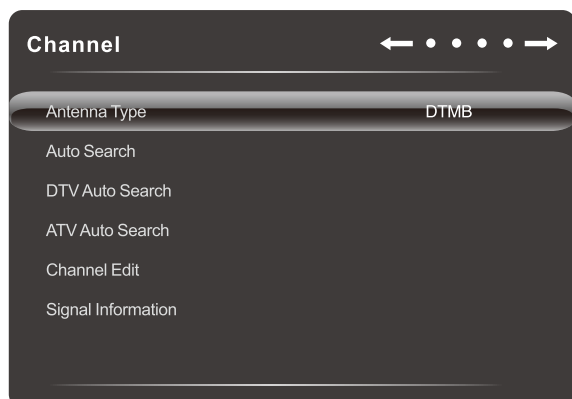 Channel
Antenna Type DTMB
Auto Search
DTV Auto Search
ATV Auto Search
Channel Edit
Signal Information